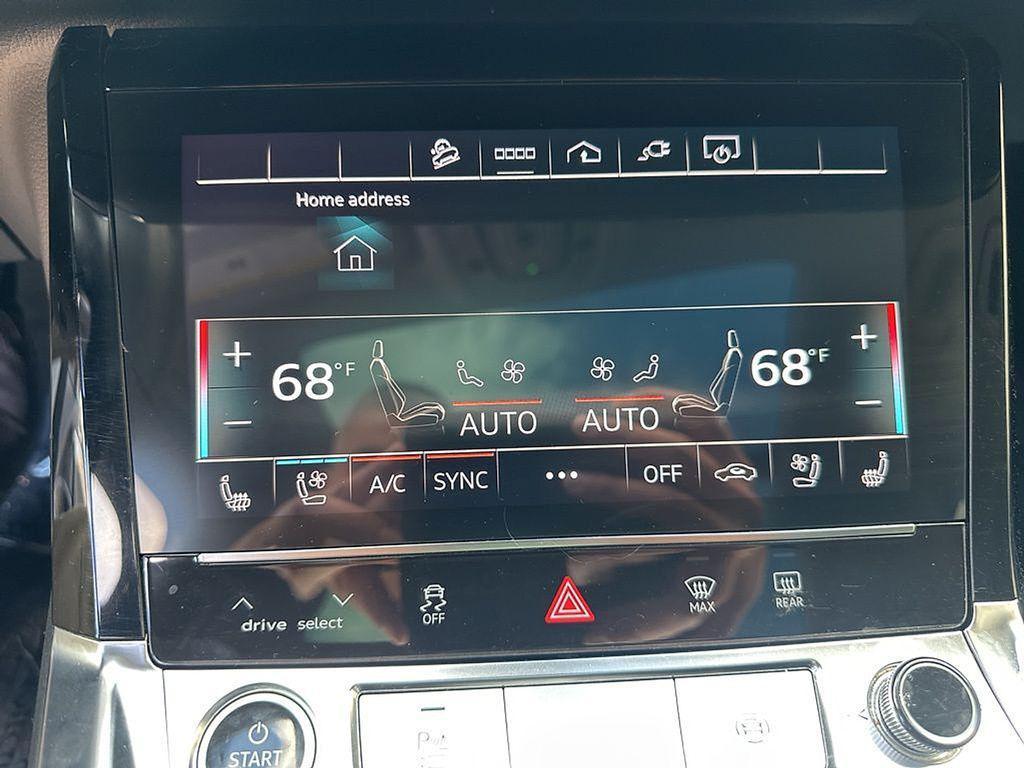 Home address
68°F
68°F
AUTO
AUTO
A/C
SYNC
•••
OFF
drive select
OFF
MAX
REAR
START
P